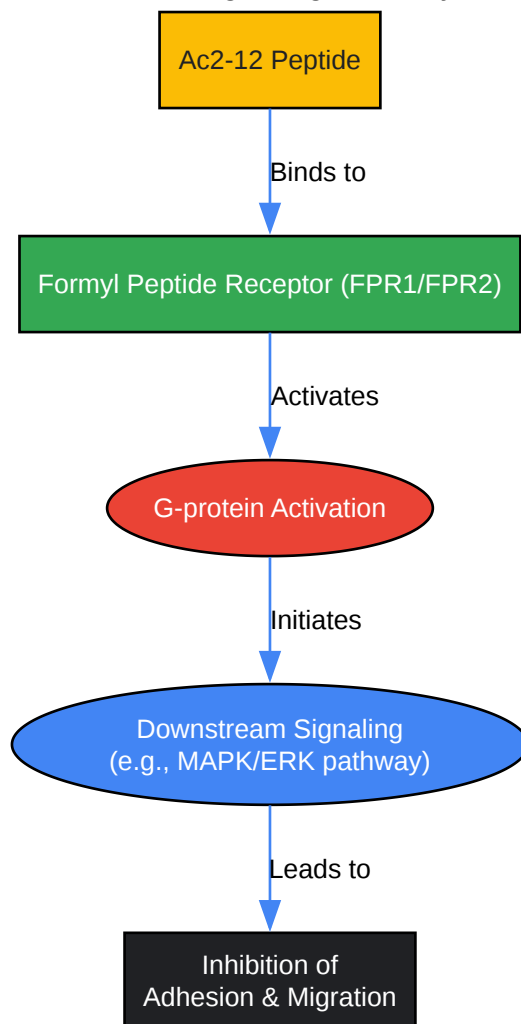 Ac2-12 Peptide
Binds to
Formyl Peptide Receptor (FPR1/FPR2)
Activates
G-protein Activation
Initiates
Downstream Signaling
(e.g., MAPK/ERK pathway)
Leads to
Inhibition of
Adhesion & Migration